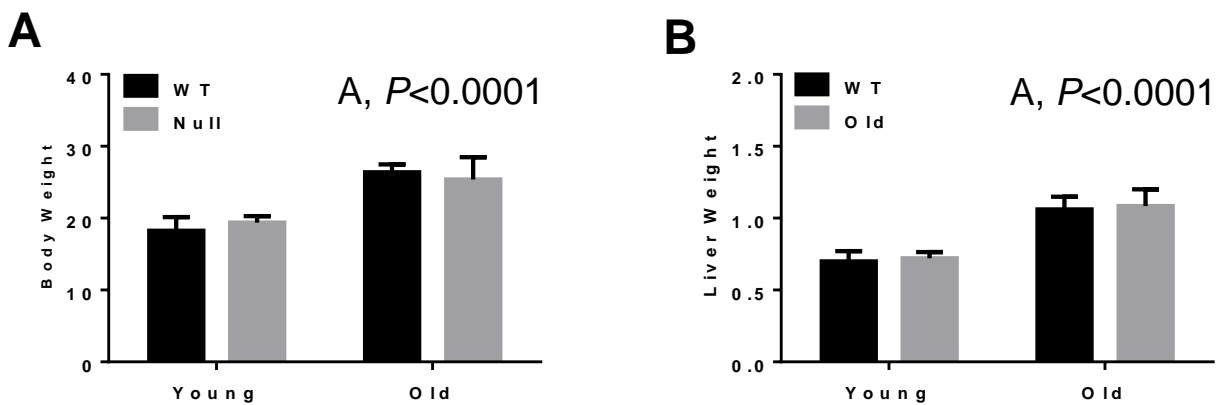 A
B
40
30
20
10
0
Body Weight
WT
Null
A, P<0.0001
Young
Old
2.0
1.5
1.0
0.5
0.0
Liver Weight
WT
Old
A, P<0.0001
Young
Old